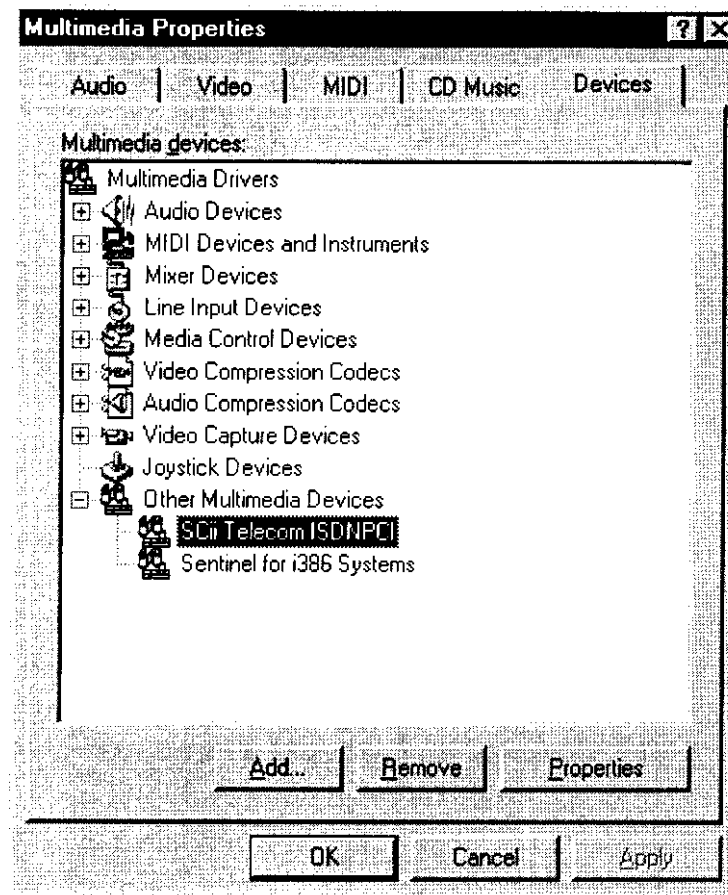 Multimedia Properties
Audio Video MIDI CD Music Devices
Multimedia devices:
Multimedia Drivers
Audio Devices
MIDI Devices and Instruments
Mixer Devices
Line Input Devices
Media Control Devices
Video Compression Codecs
Audio Compression Codecs
Video Capture Devices
Joystick Devices
Other Multimedia Devices
SCii Telecom ISDNPCI
Sentinel for i386 Systems
Add... Remove Properties
OK Cancel Apply